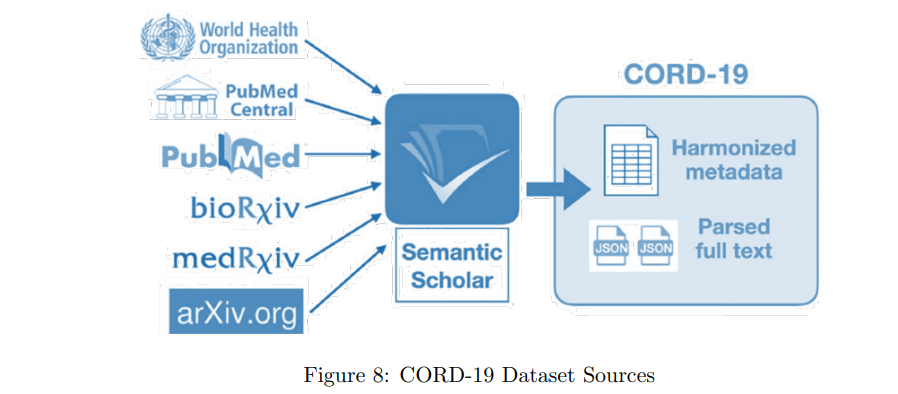 World Health
Organization
PubMed
Central
PubMed
bioRχiv
medRχiv
arXiv.org
Semantic
Scholar
CORD-19
Harmonized
metadata
JSON JSON
Parsed
full text
Figure 8: CORD-19 Dataset Sources